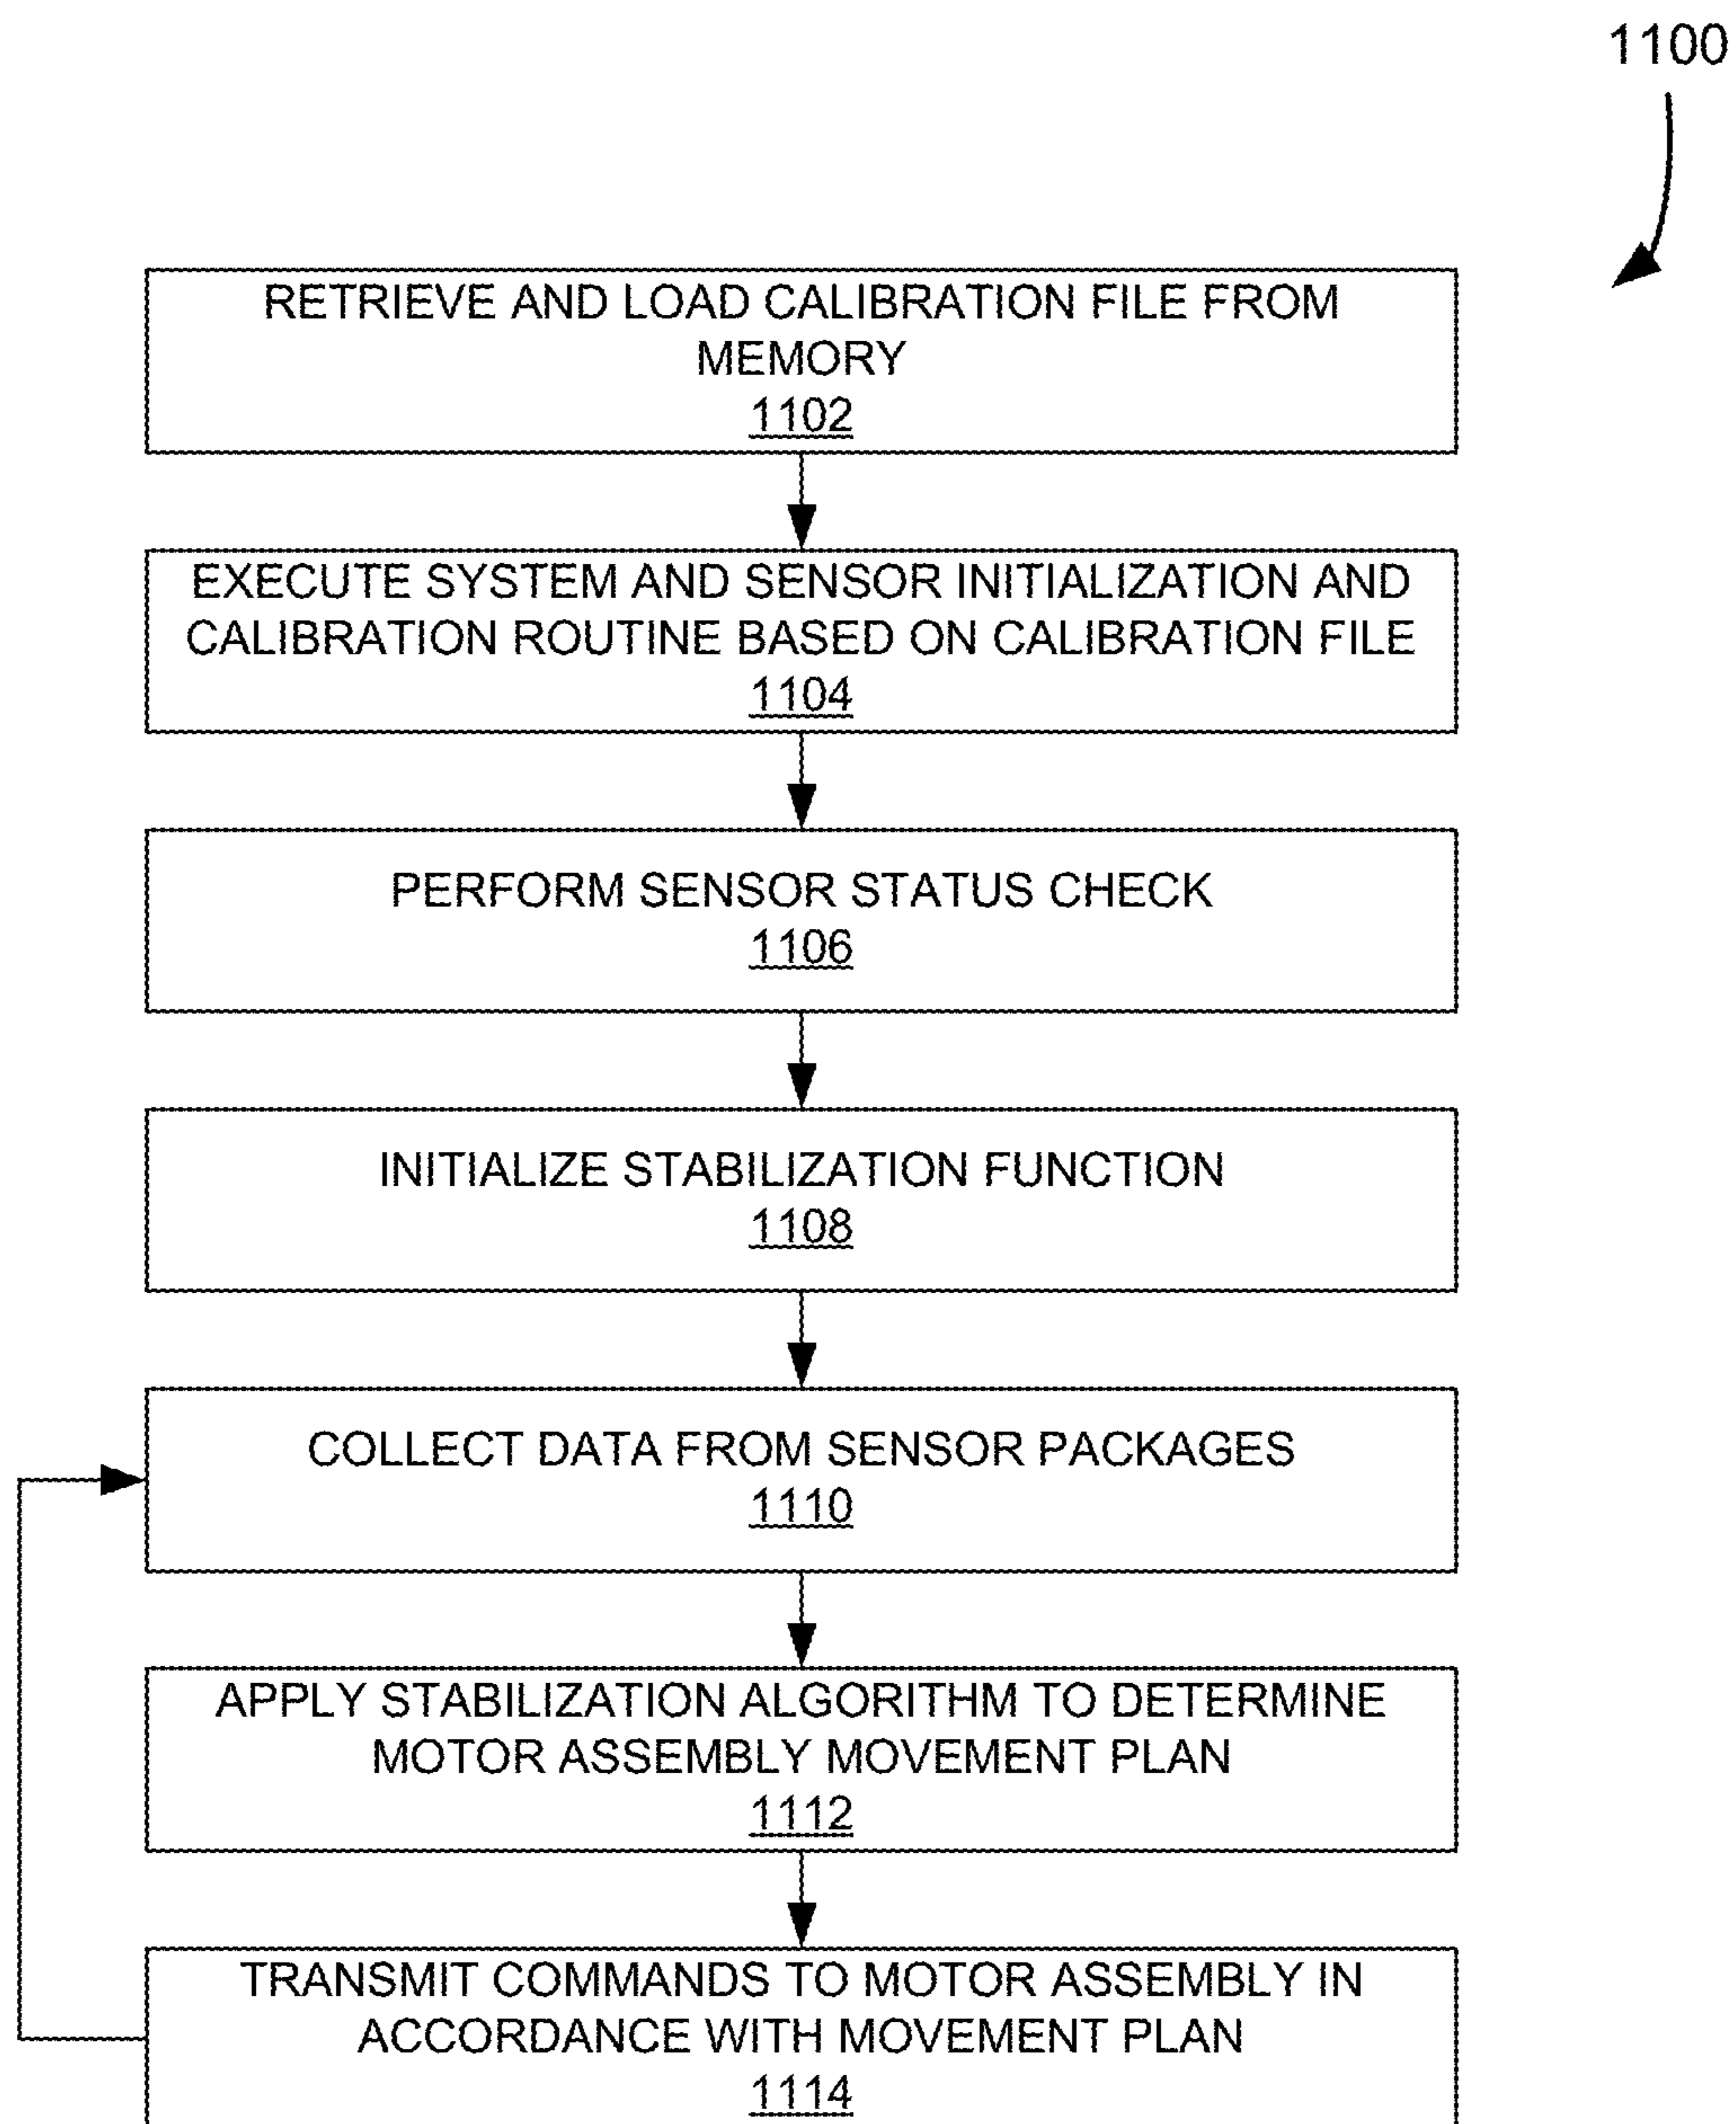 1100
RETRIEVE AND LOAD CALIBRATION FILE FROM
MEMORY
1102
EXECUTE SYSTEM AND SENSOR INITIALIZATION AND
CALIBRATION ROUTINE BASED ON CALIBRATION FILE
1104
PERFORM SENSOR STATUS CHECK
1106
INITIALIZE STABILIZATION FUNCTION
1108
COLLECT DATA FROM SENSOR PACKAGES
1110
APPLY STABILIZATION ALGORITHM TO DETERMINE
MOTOR ASSEMBLY MOVEMENT PLAN
1112
TRANSMIT COMMANDS TO MOTOR ASSEMBLY IN
ACCORDANCE WITH MOVEMENT PLAN
1114